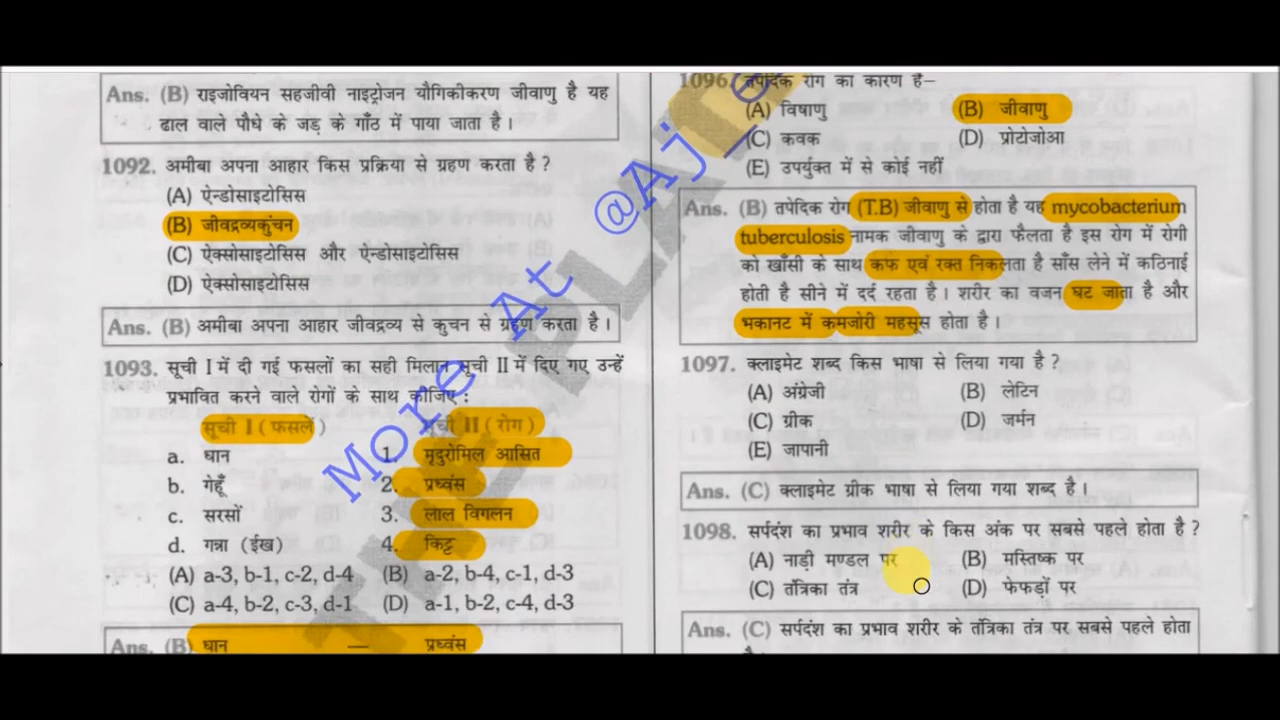 Ans. (B) राइजोवियन सहजीवी नाइट्रोजन यौगिकीकरण जीवाणु है यह
ढाल वाले पौधे के जड़ के गाँठ में पाया जाता है।
1092. अमीबा अपना आहार किस प्रक्रिया से ग्रहण करता है ?
(A) ऐन्डोसाइटोसिस
(B) जीवद्रव्यकुंचन
(C) ऐक्सोसाइटोसिस और ऐन्डोसाइटोसिस
(D) ऐक्सोसाइटोसिस
Ans. (B) अमीबा अपना आहार जीवद्रव्य से कुचन से ग्रहण करता है।
1093. सूची I में दी गई फसलों का सही मिलान सूची II में दिए गए उन्हें
प्रभावित करने वाले रोगों के साथ कीजिए :
सूची I ( फसलें ) सूची II ( रोग )
a. धान 1. मृदुरोमिल आसित
b. गेहूँ 2. प्रध्वंस
c. सरसों 3. लाल विगलन
d. गन्ना (ईख) 4. किट्ट
(A) a-3, b-1, c-2, d-4 (B) a-2, b-4, c-1, d-3
(C) a-4, b-2, c-3, d-1 (D) a-1, b-2, c-4, d-3
Ans. (B) धान — प्रध्वंस
1096. तपेदिक रोग का कारण है–
(A) विषाणु (B) जीवाणु
(C) कवक (D) प्रोटोजोआ
(E) उपर्युक्त में से कोई नहीं
Ans. (B) तपेदिक रोग (T.B) जीवाणु से होता है यह mycobacterium
tuberculosis नामक जीवाणु के द्वारा फैलता है इस रोग में रोगी
को खाँसी के साथ कफ एवं रक्त निकलता है साँस लेने में कठिनाई
होती है सीने में दर्द रहता है। शरीर का वजन घट जाता है और
भकानट में कमजोरी महसूस होता है।
1097. क्लाइमेट शब्द किस भाषा से लिया गया है ?
(A) अंग्रेजी (B) लेटिन
(C) ग्रीक (D) जर्मन
(E) जापानी
Ans. (C) क्लाइमेट ग्रीक भाषा से लिया गया शब्द है।
1098. सर्पदंश का प्रभाव शरीर के किस अंक पर सबसे पहले होता है ?
(A) नाड़ी मण्डल पर (B) मस्तिष्क पर
(C) तंत्रिका तंत्र (D) फेफड़ों पर
Ans. (C) सर्पदंश का प्रभाव शरीर के तंत्रिका तंत्र पर सबसे पहले होता
More At @Aj_